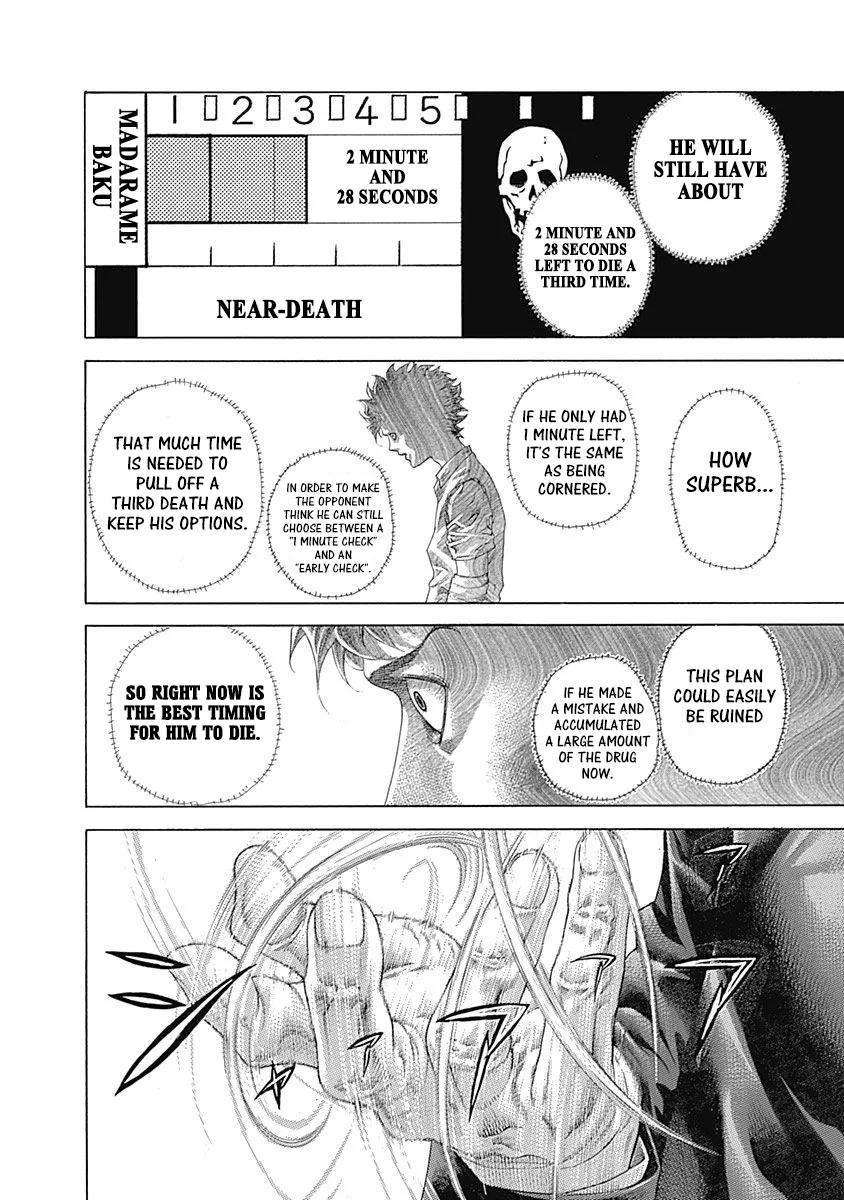 HE WILL
STILL HAVE
ABOUT
2 MINUTE AND
28 SECONDS
LEFT TO DIE A
THIRD TIME.
1 2 3 4 5
MADARAME
BAKU
2 MINUTE
AND
28 SECONDS
NEAR-DEATH
HOW
SUPERB...
IF HE ONLY HAD
1 MINUTE LEFT,
IT'S THE SAME
AS BEING
CORNERED.
IN ORDER TO MAKE
THE OPPONENT
THINK HE CAN STILL
CHOOSE BETWEEN A
"1 MINUTE CHECK"
AND AN
"EARLY CHECK".
THAT MUCH TIME
IS NEEDED TO
PULL OFF A
THIRD DEATH AND
KEEP HIS OPTIONS.
THIS PLAN
COULD EASILY
BE RUINED
IF HE MADE
A MISTAKE AND
ACCUMULATED
A LARGE AMOUNT
OF THE DRUG
NOW.
SO RIGHT NOW IS
THE BEST TIMING
FOR HIM TO DIE.